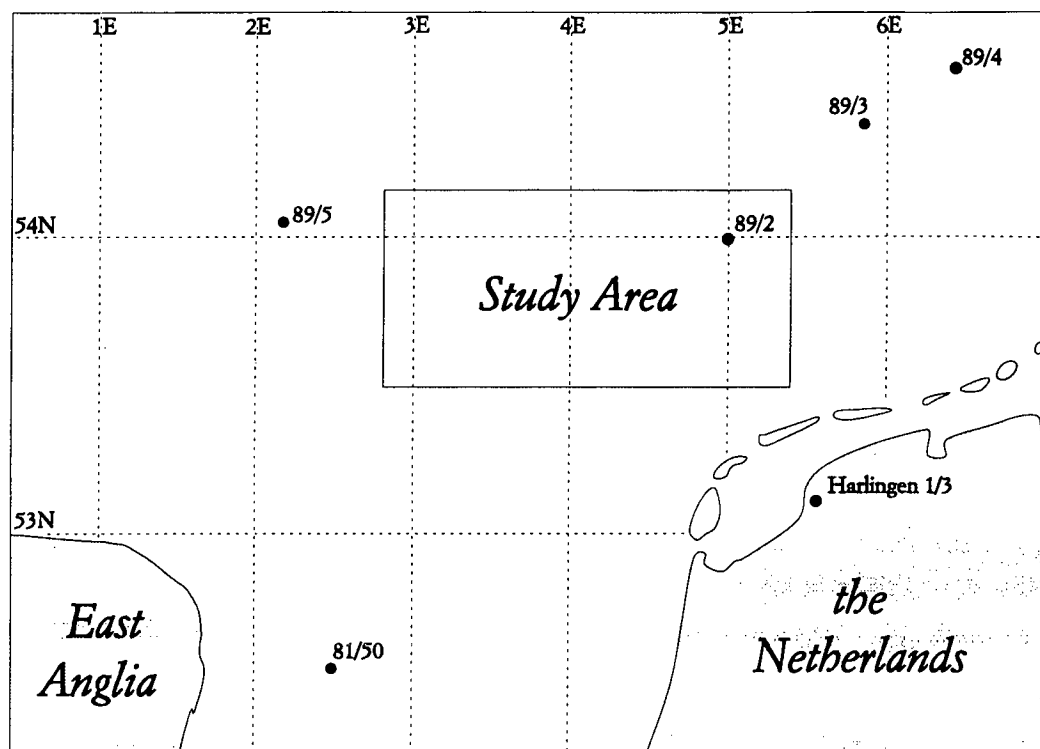 1E 2E 3E 4E 5E 6E
89/4
89/3
89/5
54N
89/2
Study Area
Harlingen 1/3
53N
the
Netherlands
East
Anglia
81/50